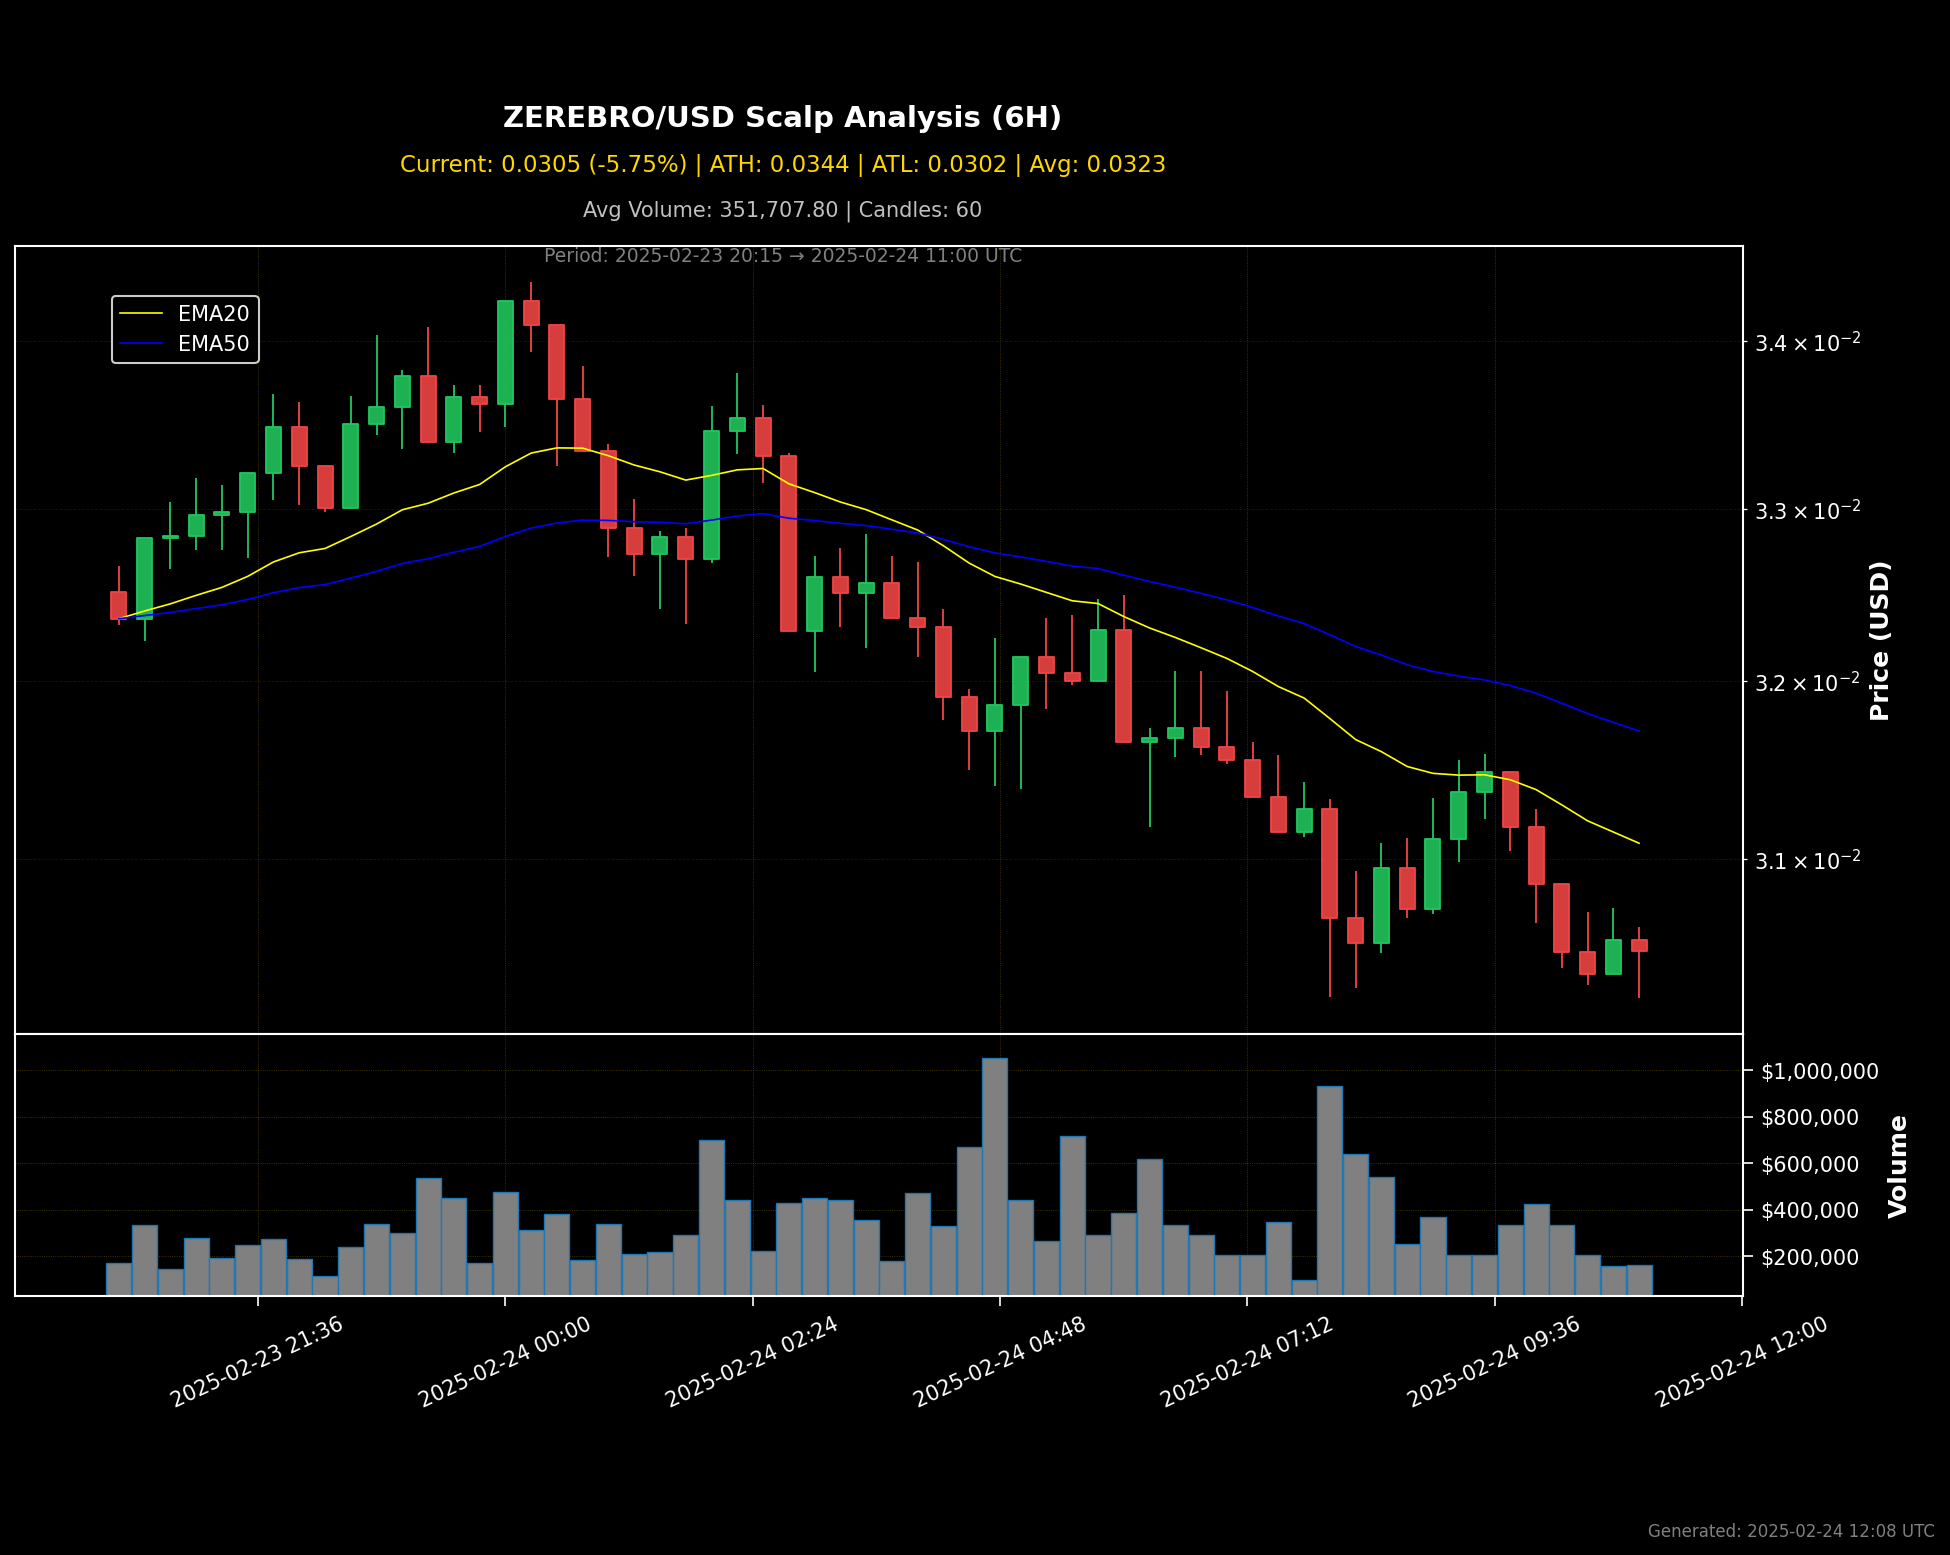 ZEREBRO/USD Scalp Analysis (6H)
Current: 0.0305 (-5.75%) | ATH: 0.0344 | ATL: 0.0302 | Avg: 0.0323
Avg Volume: 351,707.80 | Candles: 60
Period: 2025-02-23 20:15 → 2025-02-24 11:00 UTC
EMA20
EMA50
3.4 × 10⁻²
3.3 × 10⁻²
3.2 × 10⁻²
3.1 × 10⁻²
Price (USD)
$1,000,000
$800,000
$600,000
$400,000
$200,000
Volume
2025-02-23 21:36
2025-02-24 00:00
2025-02-24 02:24
2025-02-24 04:48
2025-02-24 07:12
2025-02-24 09:36
2025-02-24 12:00
Generated: 2025-02-24 12:08 UTC